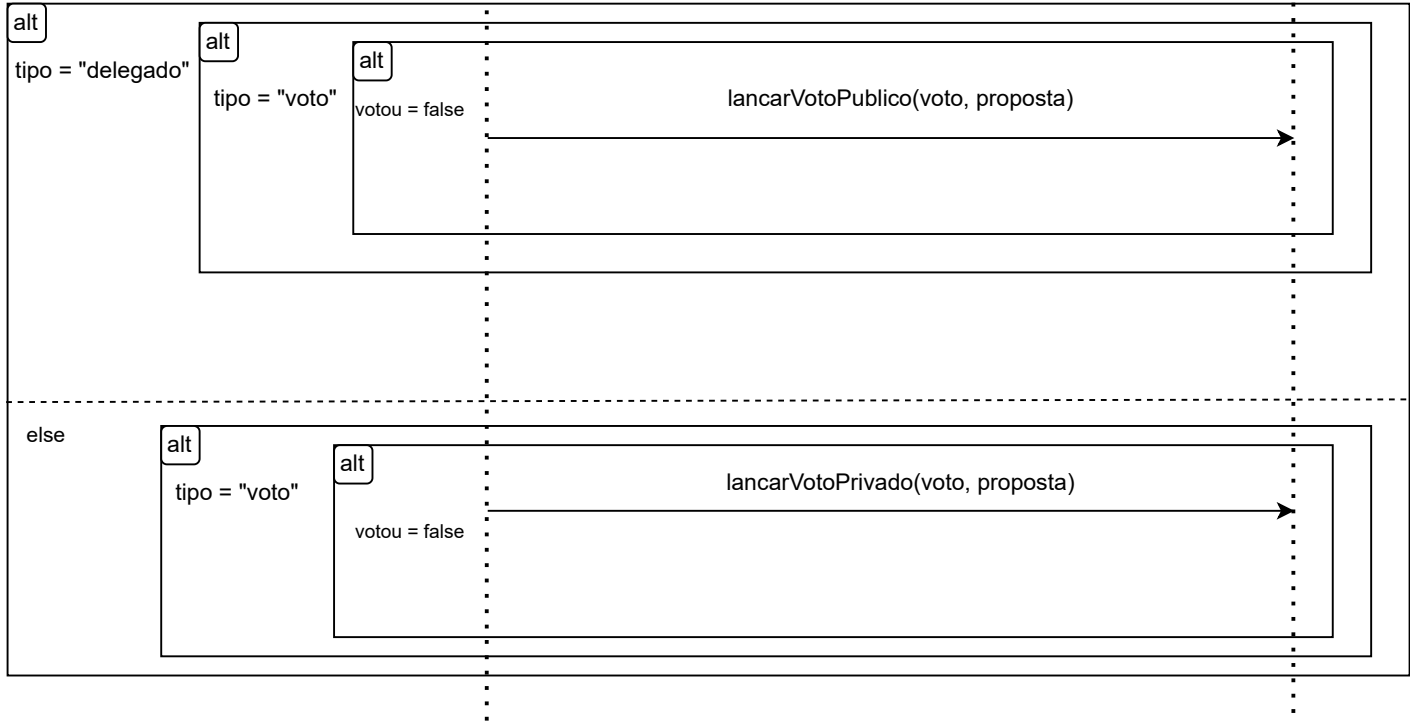 alt
tipo = "delegado"
alt
tipo = "voto"
alt
votou = false
lancarVotoPublico(voto, proposta)
else
alt
tipo = "voto"
alt
votou = false
lancarVotoPrivado(voto, proposta)